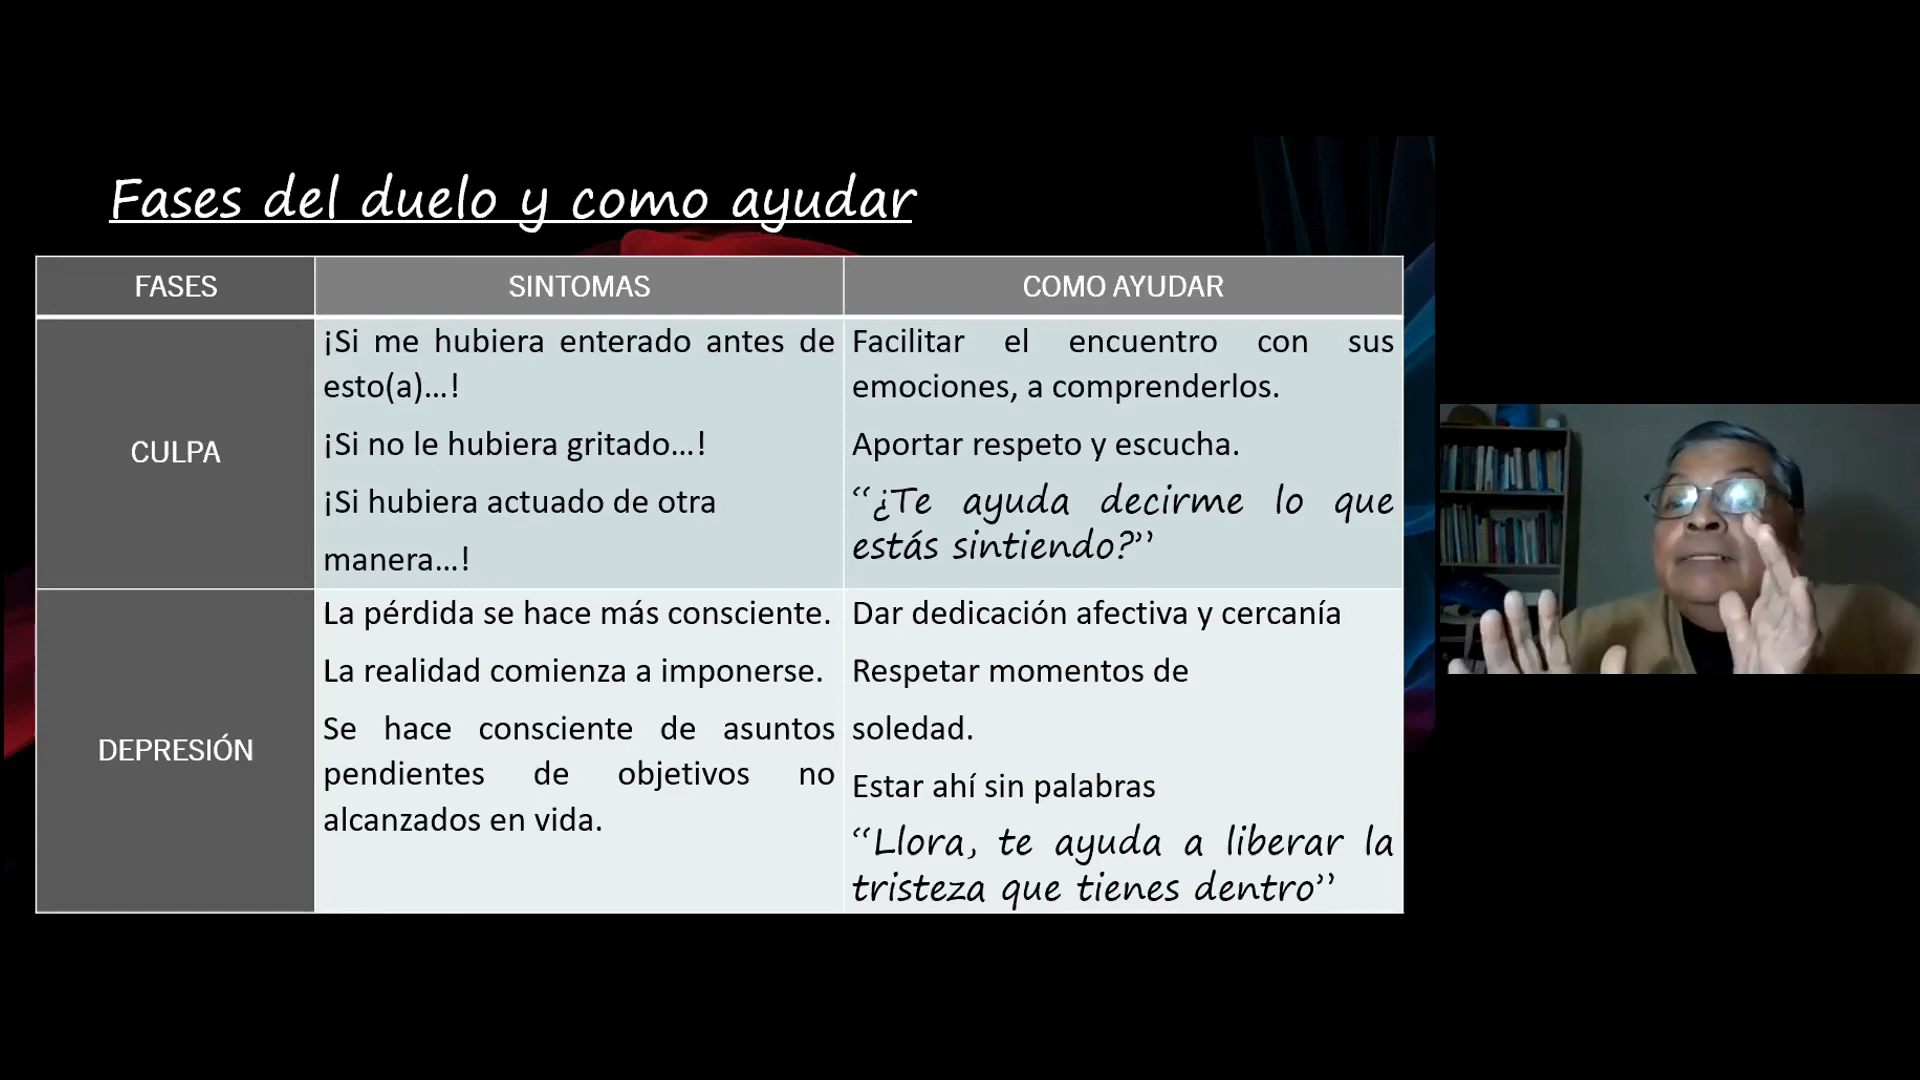 Fases del duelo y como ayudar
FASES
SINTOMAS
COMO AYUDAR
CULPA
¡Si me hubiera enterado antes de
esto(a)...!
¡Si no le hubiera gritado...!
¡Si hubiera actuado de otra
manera...!
Facilitar el encuentro con sus
emociones, a comprenderlos.
Aportar respeto y escucha.
“¿Te ayuda decirme lo que
estás sintiendo?”
DEPRESIÓN
La pérdida se hace más consciente.
La realidad comienza a imponerse.
Se hace consciente de asuntos
pendientes de objetivos no
alcanzados en vida.
Dar dedicación afectiva y cercanía
Respetar momentos de
soledad.
Estar ahí sin palabras
“Llora, te ayuda a liberar la
tristeza que tienes dentro”